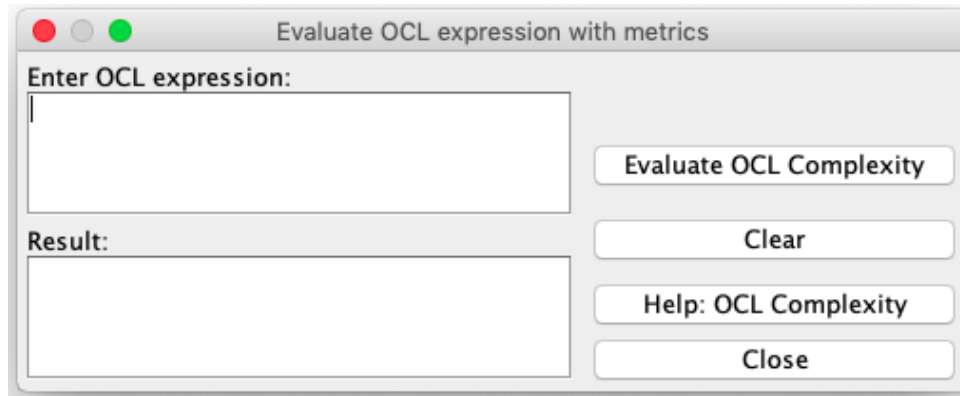 Evaluate OCL expression with metrics
Enter OCL expression:
Evaluate OCL Complexity
Result:
Clear
Help: OCL Complexity
Close